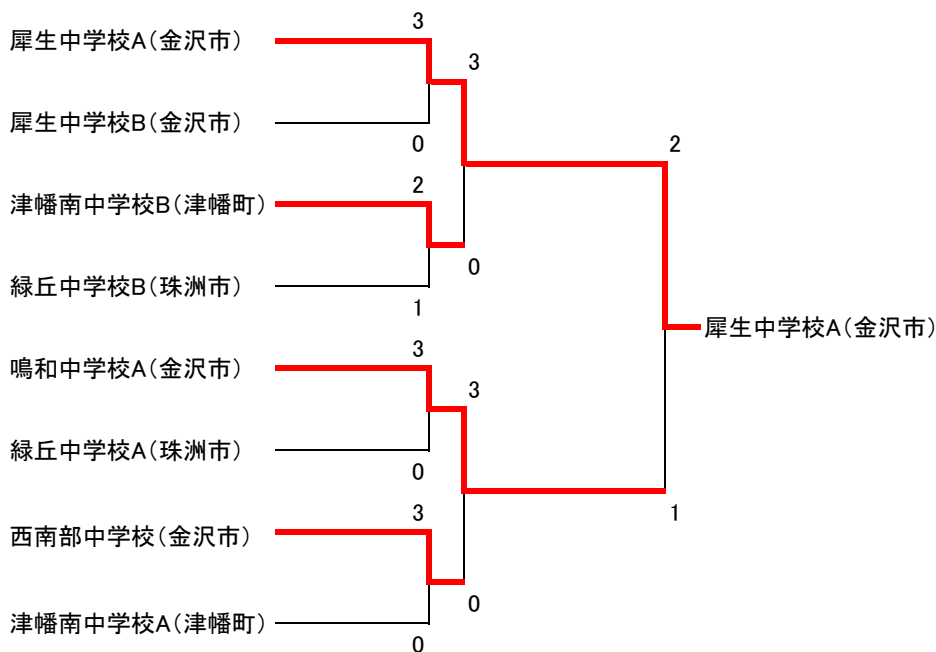 3
犀生中学校A(金沢市)
3
犀生中学校B(金沢市)
0
2
2
津幡南中学校B(津幡町)
0
緑丘中学校B(珠洲市)
1
犀生中学校A(金沢市)
3
鳴和中学校A(金沢市)
3
緑丘中学校A(珠洲市)
0
3
1
西南部中学校(金沢市)
0
津幡南中学校A(津幡町)
0